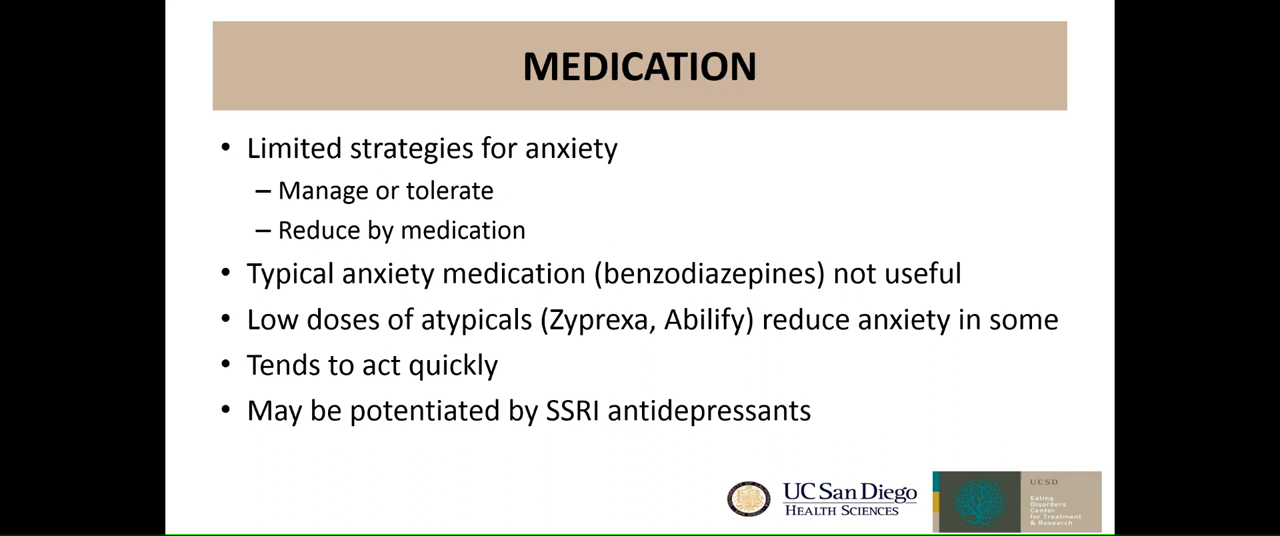 MEDICATION
• Limited strategies for anxiety
– Manage or tolerate
– Reduce by medication
• Typical anxiety medication (benzodiazepines) not useful
• Low doses of atypicals (Zyprexa, Abilify) reduce anxiety in some
• Tends to act quickly
• May be potentiated by SSRI antidepressants
UC San Diego
HEALTH SCIENCES
UCSD
Eating
Disorders
Center
for Treatment
& Research